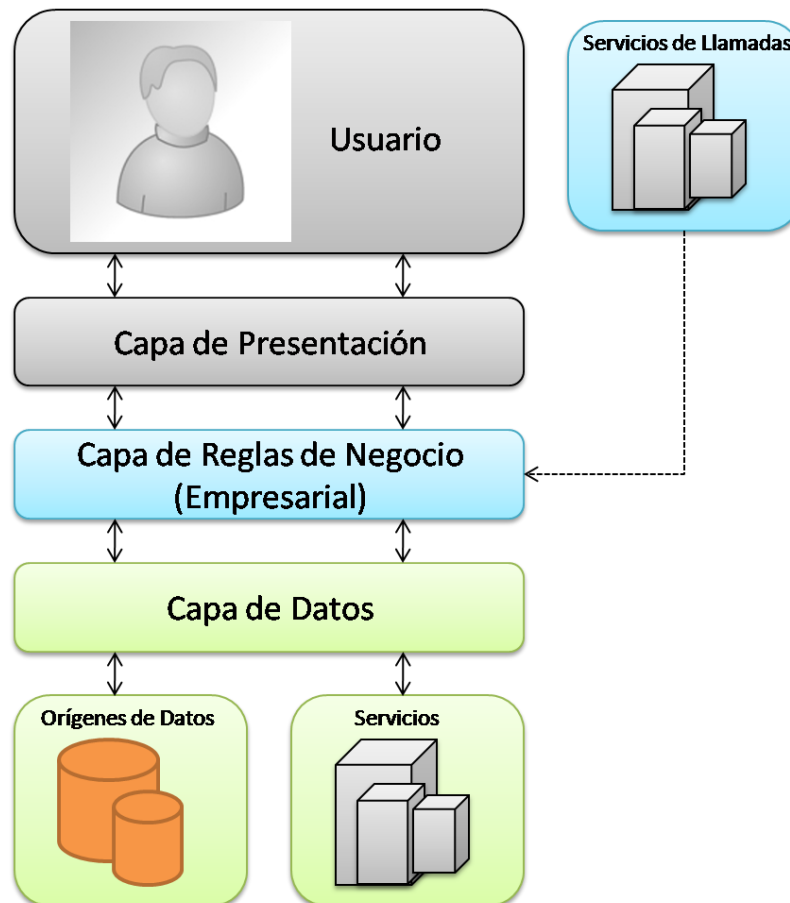 Servicios de Llamadas
Usuario
Capa de Presentación
Capa de Reglas de Negocio
(Empresarial)
Capa de Datos
Orígenes de Datos
Servicios